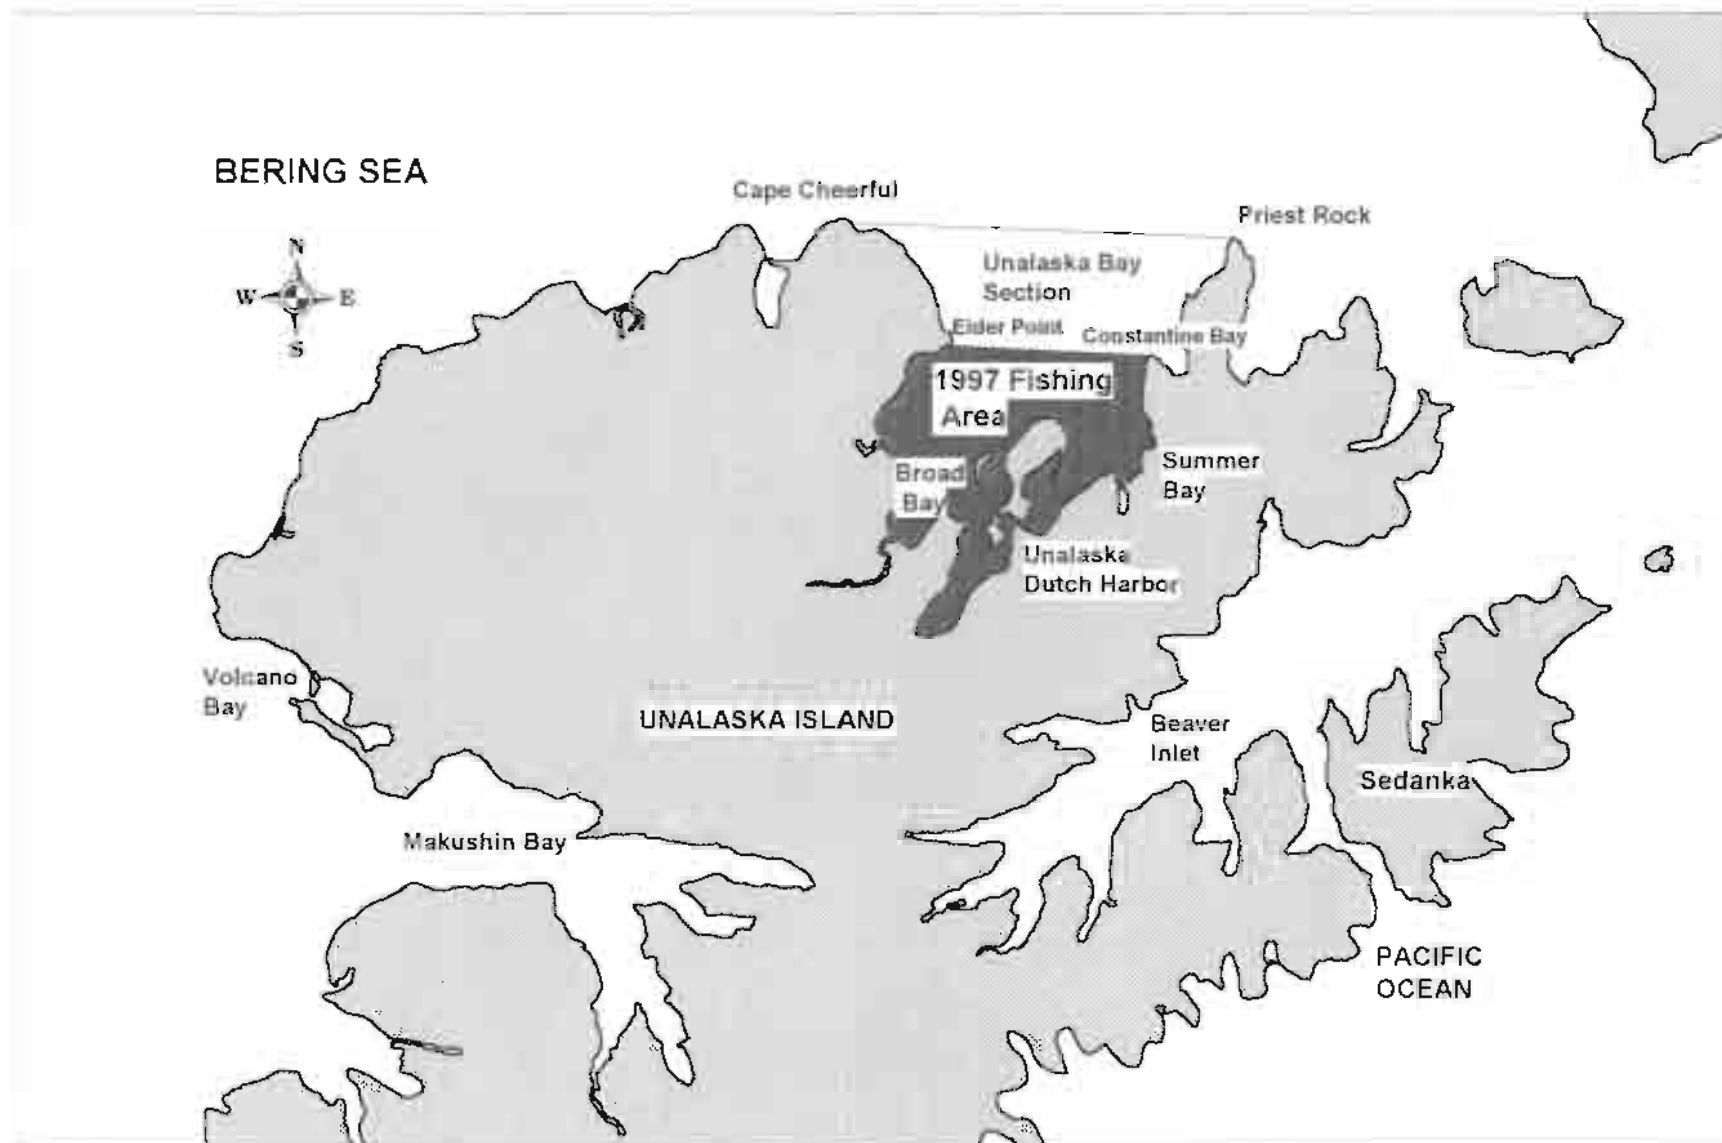 BERING SEA
Cape Cheerful
Priest Rock
N
W
E
S
Unalaska Bay
Section
Eider Point
Constantine Bay
1997 Fishing
Area
Broad
Bay
Summer
Bay
Unalaska
Dutch Harbor
Volcano
Bay
UNALASKA ISLAND
Beaver
Inlet
Sedanka
Makushin Bay
PACIFIC
OCEAN